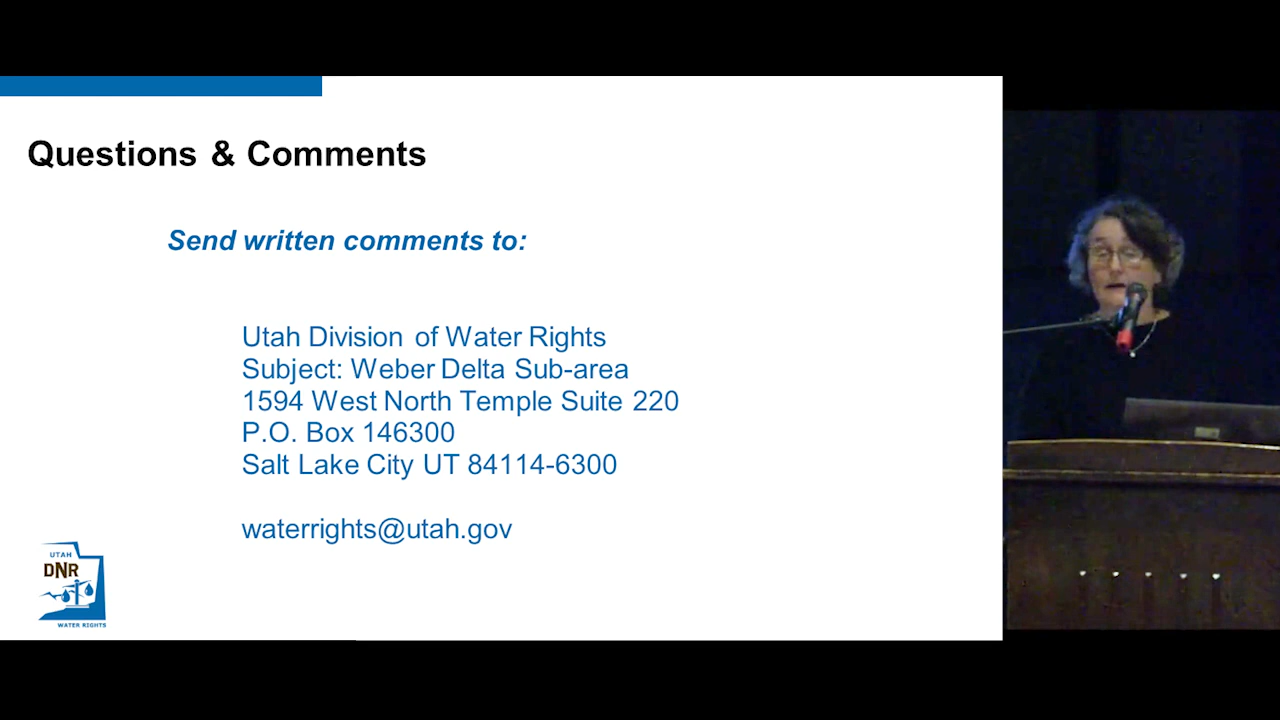 Questions & Comments
Send written comments to:
Utah Division of Water Rights
Subject: Weber Delta Sub-area
1594 West North Temple Suite 220
P.O. Box 146300
Salt Lake City UT 84114-6300
waterrights@utah.gov
UTAH
DNR
WATER RIGHTS